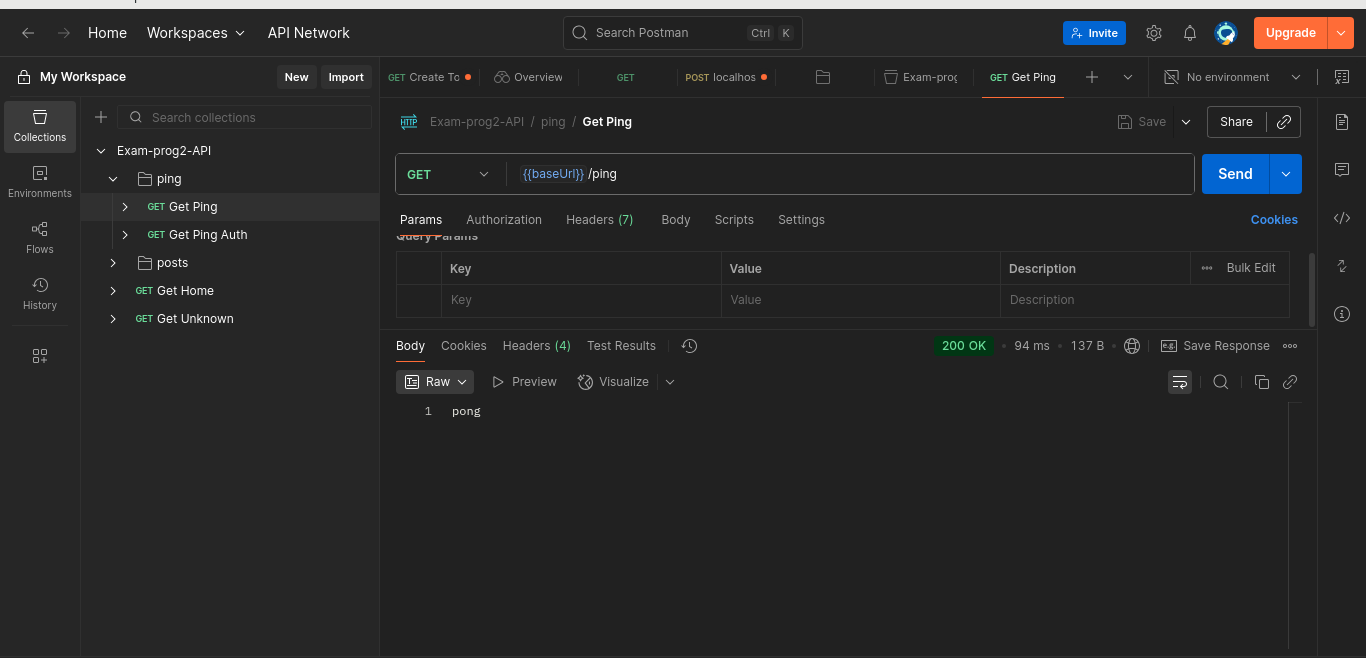 Home Workspaces API Network Search Postman Ctrl K Invite Upgrade
My Workspace New Import GET Create Tc Overview GET POST localhos Exam-prog GET Get Ping No environment
Collections
Environments
Flows
History
Search collections
Exam-prog2-API
ping
GET Get Ping
GET Get Ping Auth
posts
GET Get Home
GET Get Unknown
HTTP Exam-prog2-API / ping / Get Ping Save Share
GET {{baseUrl}} /ping Send
Params Authorization Headers (7) Body Scripts Settings Cookies
Query Params
Key Value Description Bulk Edit
Key Value Description
Body Cookies Headers (4) Test Results 200 OK 94 ms 137 B e.g. Save Response
Raw Preview Visualize
1 pong